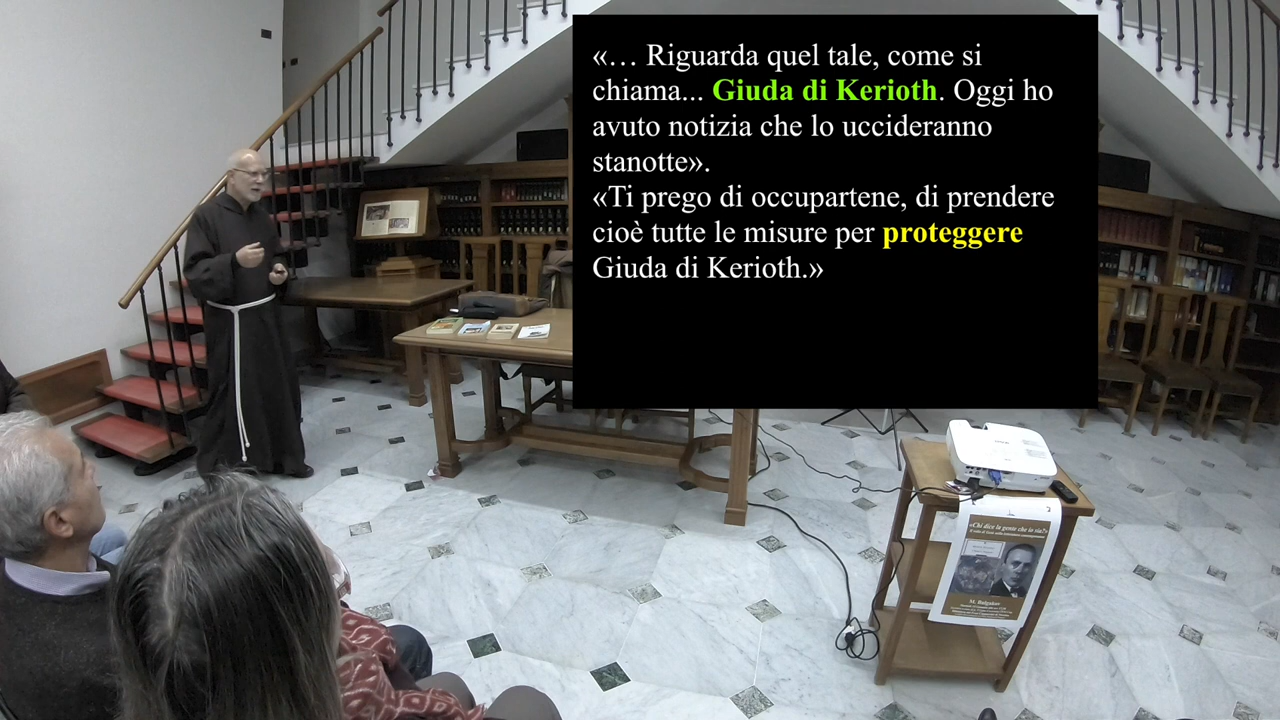 «… Riguarda quel tale, come si
chiama... Giuda di Kerioth. Oggi ho
avuto notizia che lo uccideranno
stanotte».
«Ti prego di occupartene, di prendere
cioè tutte le misure per proteggere
Giuda di Kerioth.»
«Chi dice la gente che io sia?»
M. Bulgakov